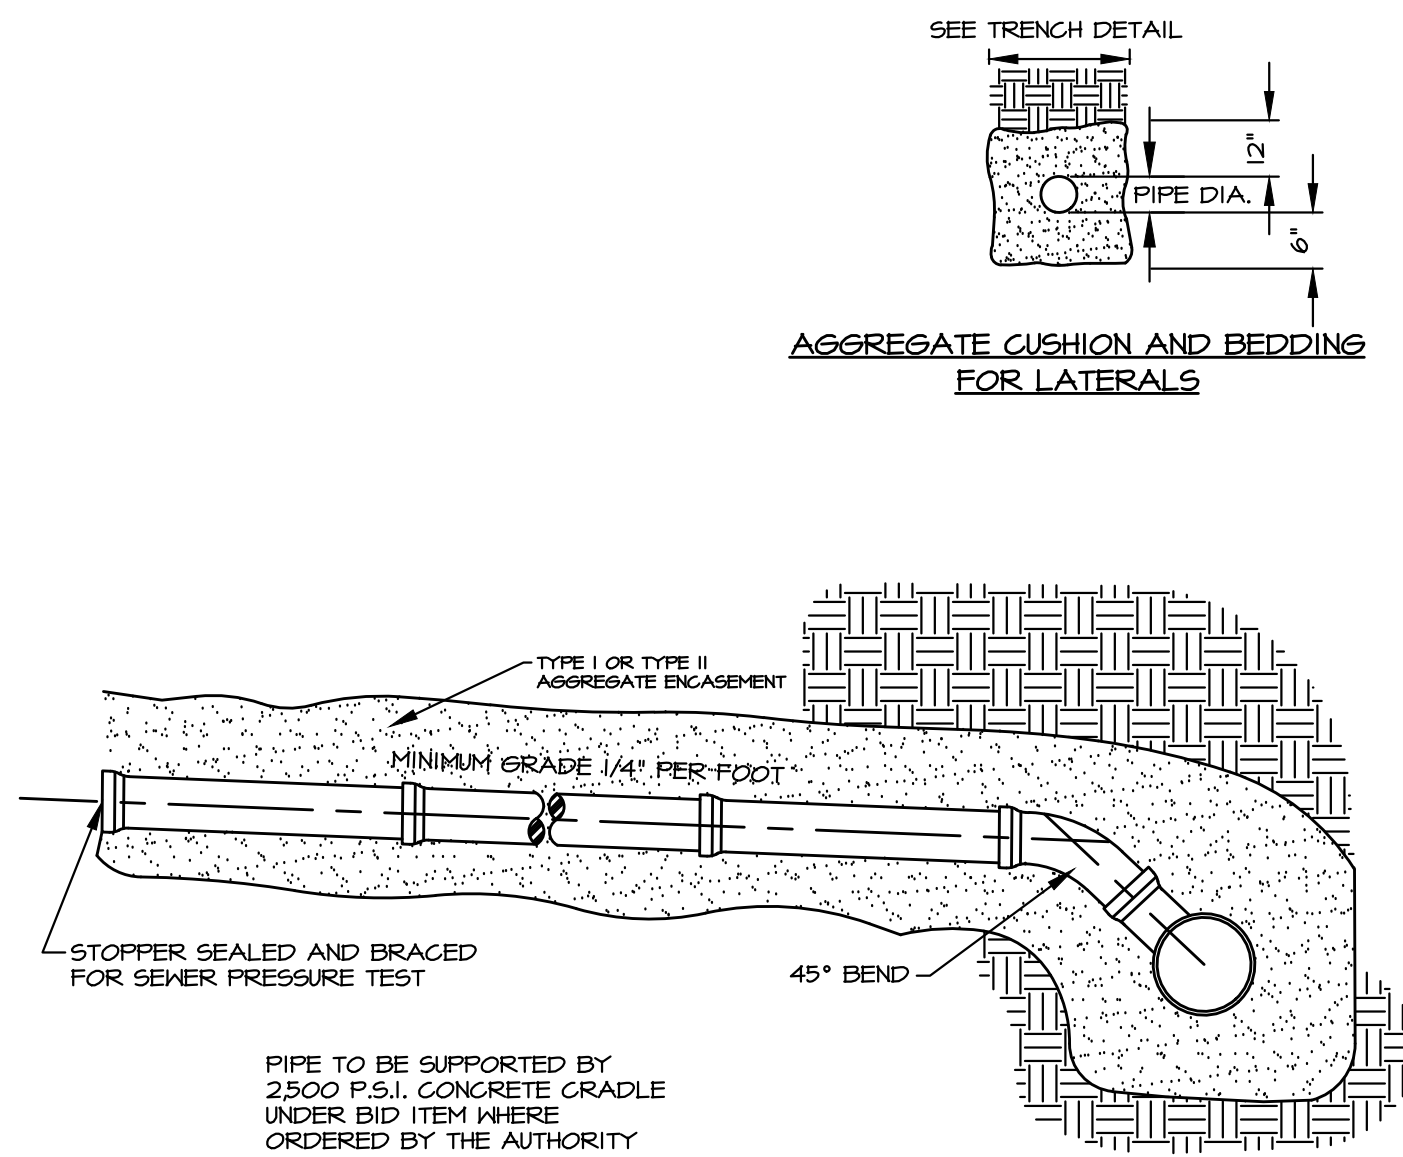 SEE TRENCH DETAIL
12"
PIPE DIA.
6"
AGGREGATE CUSHION AND BEDDING
FOR LATERALS
TYPE I OR TYPE II
AGGREGATE ENCASEMENT
MINIMUM GRADE 1/4" PER FOOT
STOPPER SEALED AND BRACED
FOR SEWER PRESSURE TEST
45° BEND
PIPE TO BE SUPPORTED BY
2,500 P.S.I. CONCRETE CRADLE
UNDER BID ITEM WHERE
ORDERED BY THE AUTHORITY